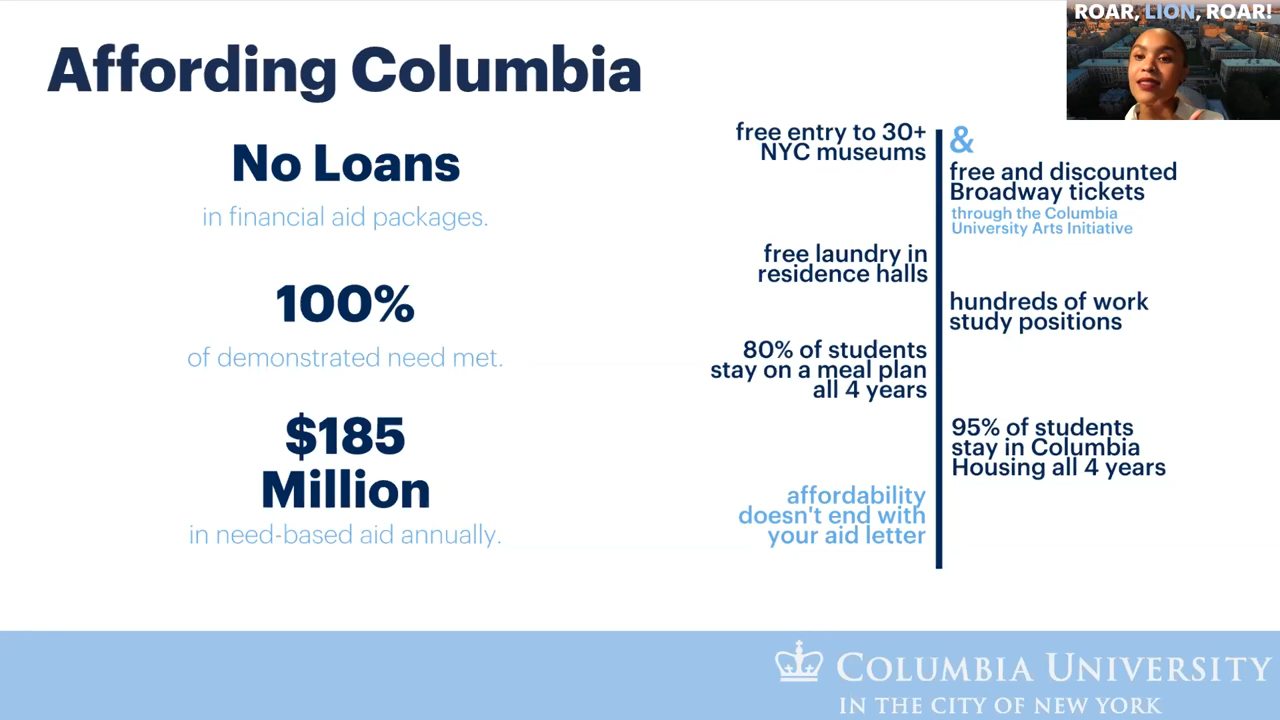 ROAR, LION, ROAR!
Affording Columbia
No Loans
in financial aid packages.
100%
of demonstrated need met.
$185
Million
in need-based aid annually.
free entry to 30+
NYC museums
&
free and discounted
Broadway tickets
through the Columbia
University Arts Initiative
free laundry in
residence halls
hundreds of work
study positions
80% of students
stay on a meal plan
all 4 years
95% of students
stay in Columbia
Housing all 4 years
affordability
doesn't end with
your aid letter
COLUMBIA UNIVERSITY
IN THE CITY OF NEW YORK